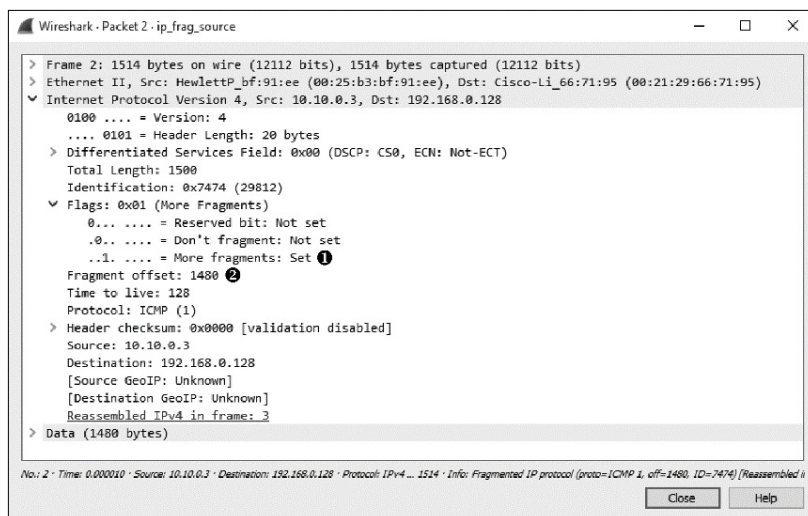 Wireshark · Packet 2 · ip_frag_source
Frame 2: 1514 bytes on wire (12112 bits), 1514 bytes captured (12112 bits)
Ethernet II, Src: HewlettP_bf:91:ee (00:25:b3:bf:91:ee), Dst: Cisco-Li_66:71:95 (00:21:29:66:71:95)
Internet Protocol Version 4, Src: 10.10.0.3, Dst: 192.168.0.128
0100 .... = Version: 4
.... 0101 = Header Length: 20 bytes
Differentiated Services Field: 0x00 (DSCP: CS0, ECN: Not-ECT)
Total Length: 1500
Identification: 0x7474 (29812)
Flags: 0x01 (More Fragments)
0... .... = Reserved bit: Not set
.0.. .... = Don't fragment: Not set
..1. .... = More fragments: Set ❶
Fragment offset: 1480 ❷
Time to live: 128
Protocol: ICMP (1)
Header checksum: 0x0000 [validation disabled]
Source: 10.10.0.3
Destination: 192.168.0.128
[Source GeoIP: Unknown]
[Destination GeoIP: Unknown]
Reassembled IPv4 in frame: 3
Data (1480 bytes)
No.: 2 · Time: 0.000010 · Source: 10.10.0.3 · Destination: 192.168.0.128 · Protocol: IPv4 ... 1514 · Info: Fragmented IP protocol (proto=ICMP 1, off=1480, ID=7474) [Reassembled i
Close
Help